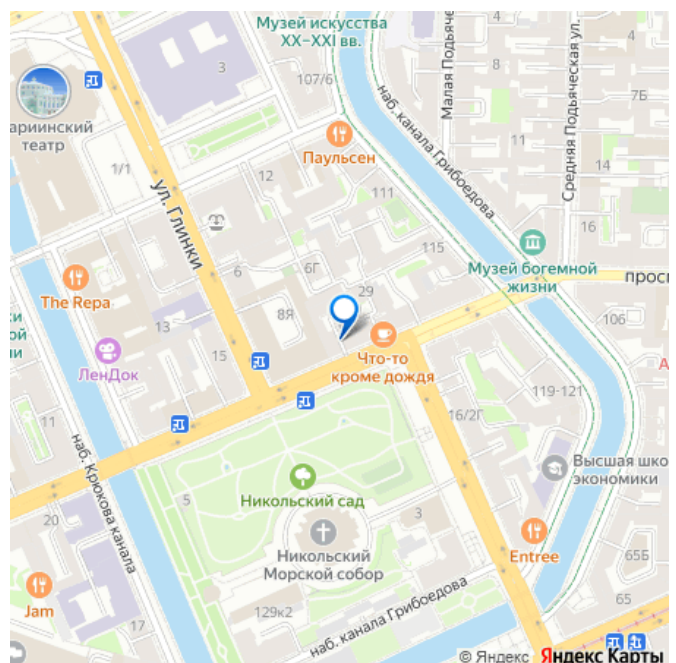 Музей искусства
XX–XXI вв.
3
107/6
Малая Подьяческая ул.
8
7Б
наб. канала Грибоедова
Средняя Подьяческая ул.
ариинский
театр
Паульсен
11
14
1/1
12
111
ул. Глинки
16
115
6
6Г
Музей богемной
жизни
The Repa
29
8Я
13
106
ЛенДок
15
Что-то
кроме дождя
119-121
11
16/2Г
наб. Крюкова канала
Высшая шко
экономики
5
Никольский сад
3
20
Никольский
Морской собор
Entree
65Б
Jam
129к2
65
17
наб. канала Грибоедова
© Яндекс Яндекс Карты